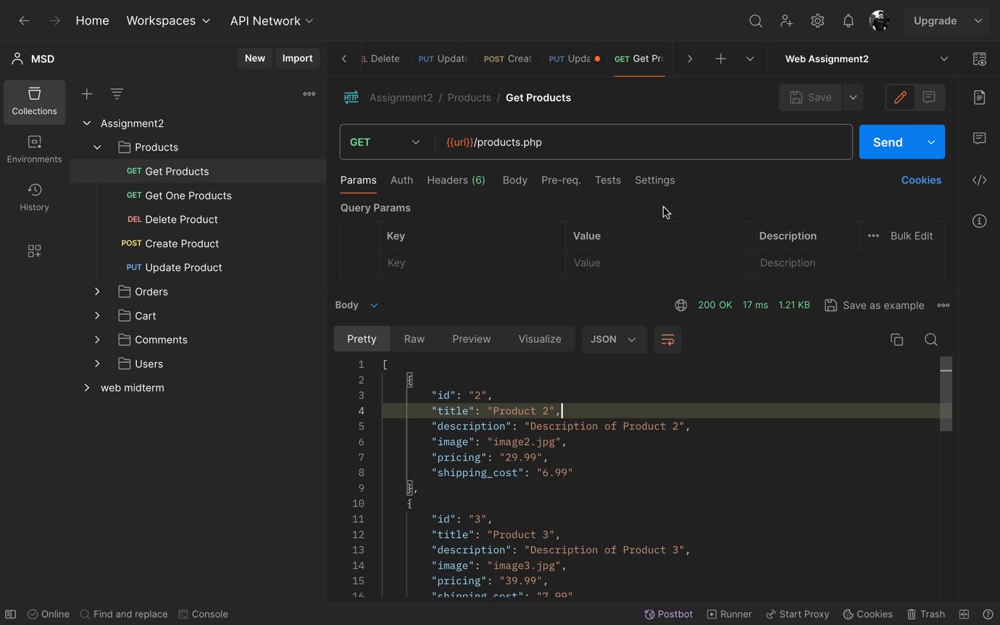 Home Workspaces API Network Upgrade
MSD New Import
Delete PUT Updat POST Creat PUT Upda GET Get Pr Web Assignment2
Collections
Environments
History
Assignment2
Products
GET Get Products
GET Get One Products
DEL Delete Product
POST Create Product
PUT Update Product
Orders
Cart
Comments
Users
web midterm
HTTP Assignment2 / Products / Get Products Save
GET {{url}}/products.php Send
Params Auth Headers (6) Body Pre-req. Tests Settings Cookies
Query Params
Key Value Description Bulk Edit
Key Value Description
Body 200 OK 17 ms 1.21 KB Save as example
Pretty Raw Preview Visualize JSON
1 [
2 {
3 "id": "2",
4 "title": "Product 2",
5 "description": "Description of Product 2",
6 "image": "image2.jpg",
7 "pricing": "29.99",
8 "shipping_cost": "6.99"
9 },
10 {
11 "id": "3",
12 "title": "Product 3",
13 "description": "Description of Product 3",
14 "image": "image3.jpg",
15 "pricing": "39.99",
16 "shipping_cost": "7.99"
Online Find and replace Console Postbot Runner Start Proxy Cookies Trash